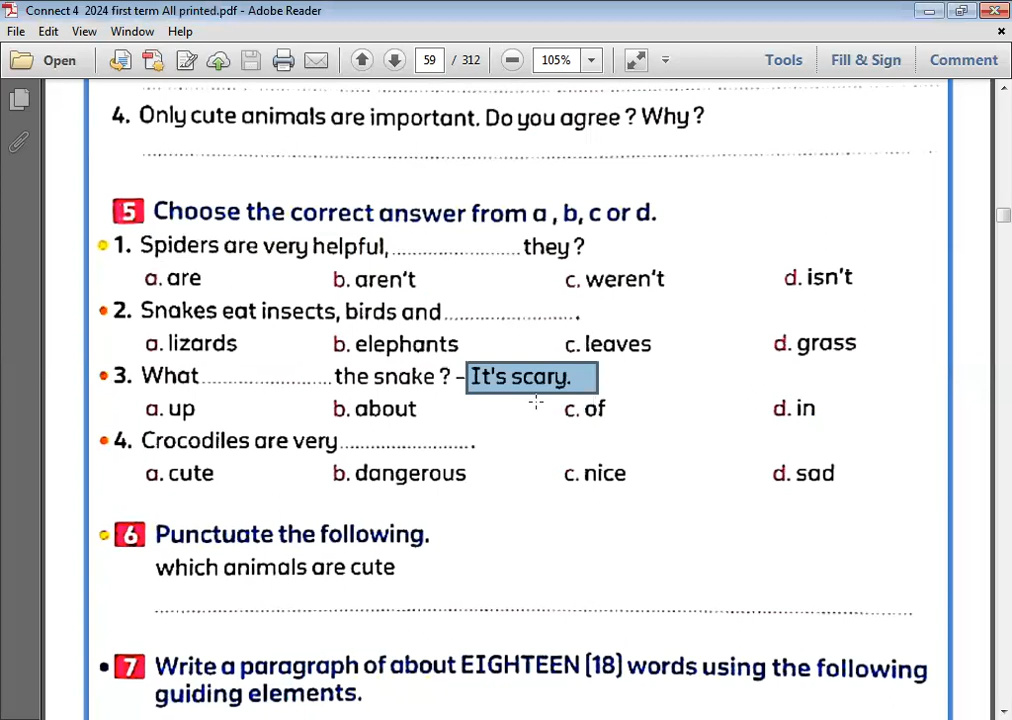 Connect 4 2024 first term All printed.pdf - Adobe Reader
File Edit View Window Help
Open 59 / 312 105% Tools Fill & Sign Comment
4. Only cute animals are important. Do you agree ? Why ?
5 Choose the correct answer from a , b, c or d.
1. Spiders are very helpful, ........................ they ?
a. are b. aren't c. weren't d. isn't
2. Snakes eat insects, birds and ........................ .
a. lizards b. elephants c. leaves d. grass
3. What ........................ the snake ? – It's scary.
a. up b. about c. of d. in
4. Crocodiles are very ........................ .
a. cute b. dangerous c. nice d. sad
6 Punctuate the following.
which animals are cute
7 Write a paragraph of about EIGHTEEN [18] words using the following
guiding elements.